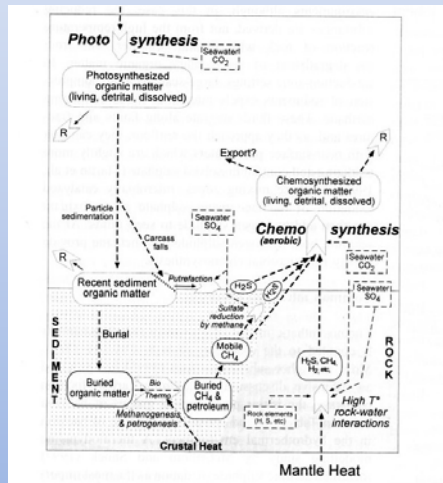 Photo synthesis
Seawater
CO2
Photosynthesized
organic matter
(living, detrital, dissolved)
R
Export?
R
Chemosynthesized
organic matter
(living, detrital, dissolved)
Particle
sedimentation
Carcass
falls
Seawater
SO4
Chemo synthesis
(aerobic)
Seawater
CO2
R
Putrefaction
Recent sediment
organic matter
H2S
H2S
Seawater
SO4
Sulfate
reduction
by methane
SEDIMENT
Burial
Mobile
CH4
ROCK
H2S, CH4,
H2, etc,
Buried
organic matter
Bio
Thermo
Buried
CH4 &
petroleum
Methanogenesis
& petrogenesis
Rock elements
(H, S, etc)
High T°
rock-water
interactions
Crustal Heat
Mantle Heat